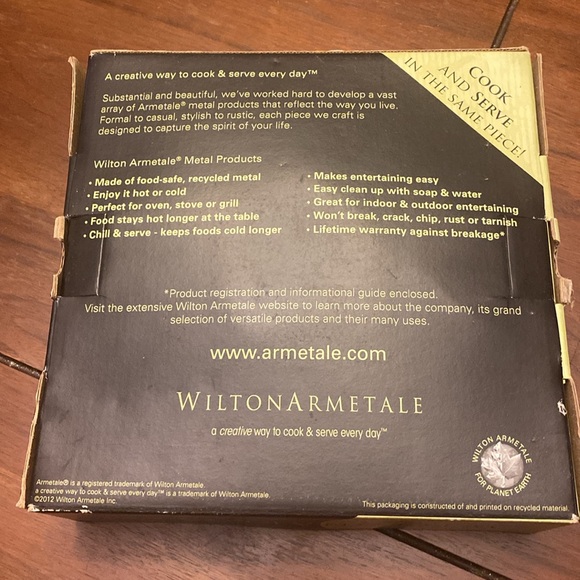 A creative way to cook & serve every day™
COOK
AND SERVE
IN THE SAME PIECE!
Substantial and beautiful, we've worked hard to develop a vast
array of Armetale® metal products that reflect the way you live.
Formal to casual, stylish to rustic, each piece we craft is
designed to capture the spirit of your life.
Wilton Armetale® Metal Products
• Made of food-safe, recycled metal
• Enjoy it hot or cold
• Perfect for oven, stove or grill
• Food stays hot longer at the table
• Chill & serve - keeps foods cold longer
• Makes entertaining easy
• Easy clean up with soap & water
• Great for indoor & outdoor entertaining
• Won't break, crack, chip, rust or tarnish
• Lifetime warranty against breakage*
*Product registration and informational guide enclosed.
Visit the extensive Wilton Armetale website to learn more about the company, its grand
selection of versatile products and their many uses.
www.armetale.com
WILTONARMETALE
a creative way to cook & serve every day™
WILTON ARMETALE
FOR PLANET EARTH
Armetale® is a registered trademark of Wilton Armetale.
a creative way to cook & serve every day™ is a trademark of Wilton Armetale.
©2012 Wilton Armetale Inc.
This packaging is constructed of and printed on recycled material.